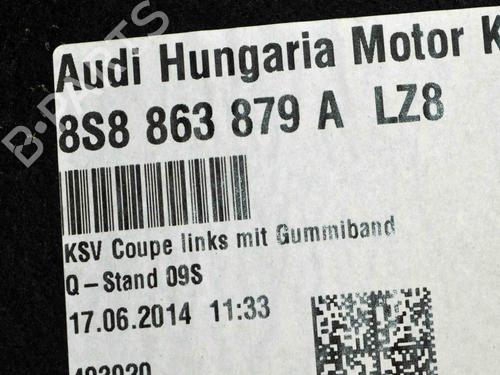 Audi Hungaria Motor K
8S8 863 879 A LZ8
KSV Coupe links mit Gummiband
Q-Stand 09S
17.06.2014 11:33
B-PARTS